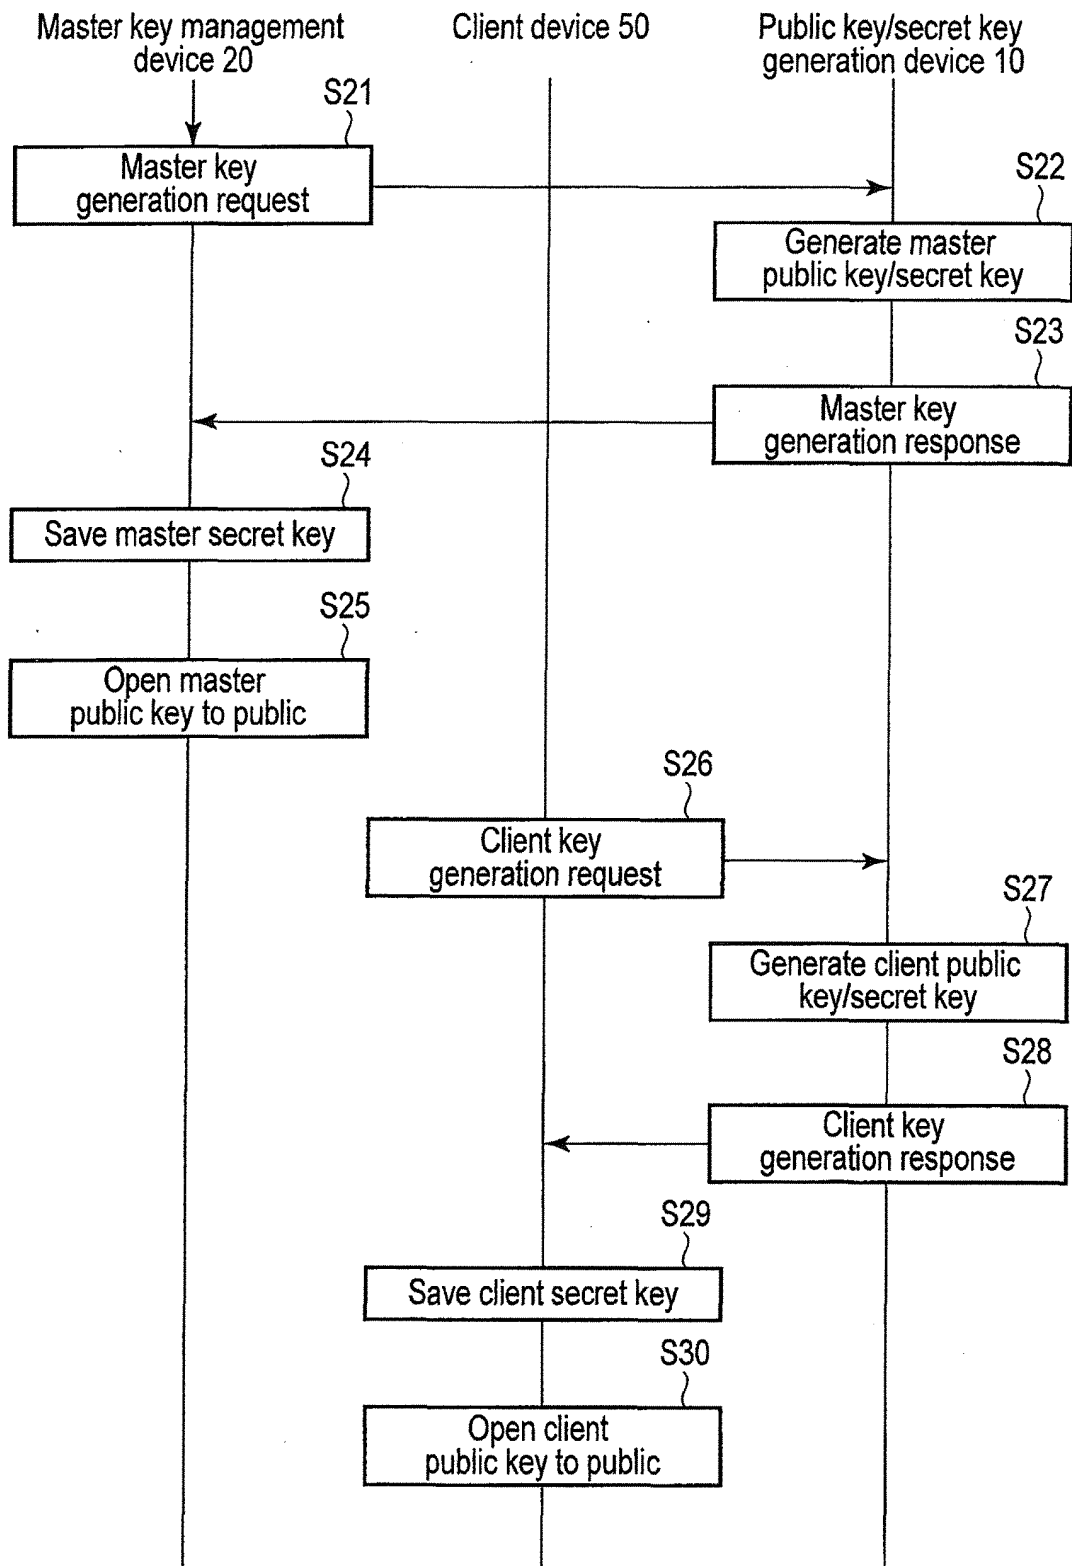 Master key management
device 20
Client device 50
Public key/secret key
generation device 10
S21
Master key
generation request
S22
Generate master
public key/secret key
S23
Master key
generation response
S24
Save master secret key
S25
Open master
public key to public
S26
Client key
generation request
S27
Generate client public
key/secret key
S28
Client key
generation response
S29
Save client secret key
S30
Open client
public key to public